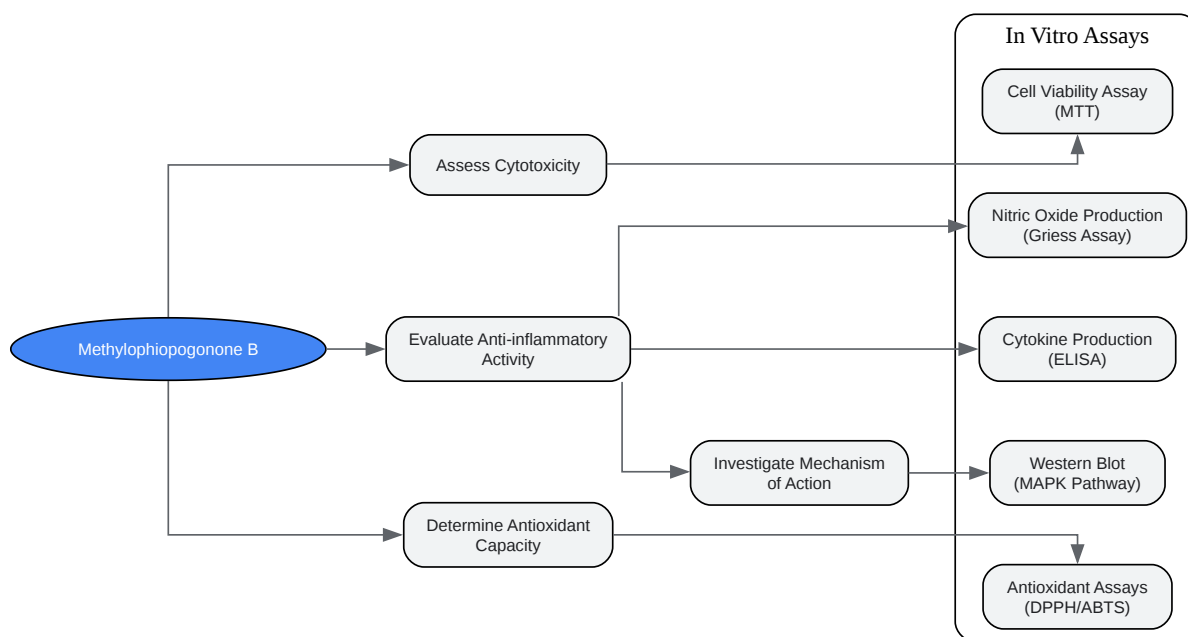 In Vitro Assays
Cell Viability Assay
(MTT)
Assess Cytotoxicity
Nitric Oxide Production
(Griess Assay)
Methylophiopogonone B
Evaluate Anti-inflammatory
Activity
Cytokine Production
(ELISA)
Investigate Mechanism
of Action
Western Blot
(MAPK Pathway)
Determine Antioxidant
Capacity
Antioxidant Assays
(DPPH/ABTS)